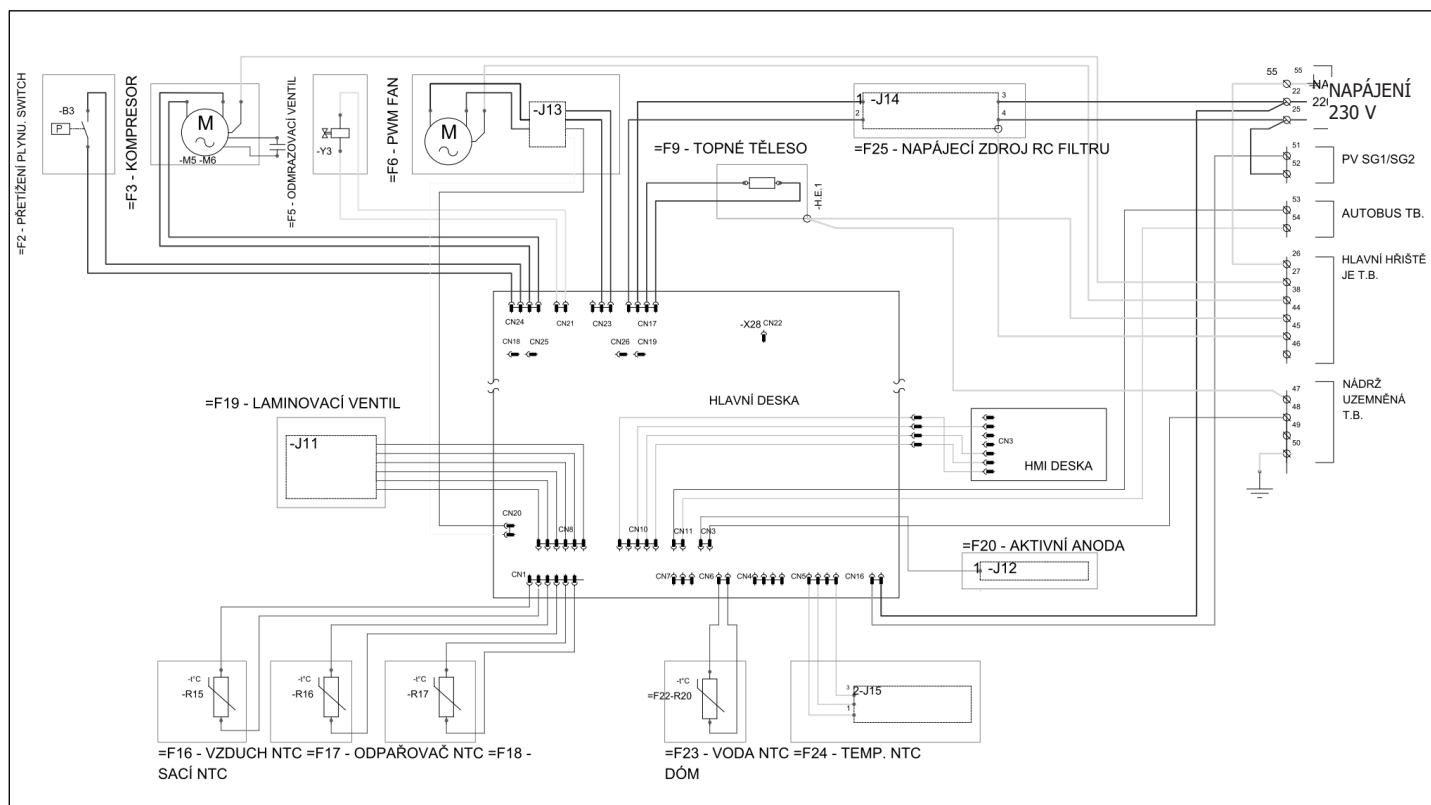 =F2 - PŘETÍŽENÍ PLYNU. SWITCH
-B3
P
=F3 - KOMPRESOR
M
-M5 -M6
=F5 - ODMRAZOVACÍ VENTIL
-Y3
=F6 - PWM FAN
M
-J13
1
2
-J14
3
4
=F25 - NAPÁJECÍ ZDROJ RC FILTRU
=F9 - TOPNÉ TĚLESO
-H.E.1
55
55
22
25
NAPÁJENÍ
230 V
51
52
PV SG1/SG2
53
54
AUTOBUS TB.
26
27
38
44
45
46
HLAVNÍ HŘIŠTĚ
JE T.B.
47
48
49
50
NÁDRŽ
UZEMNĚNÁ
T.B.
CN24
CN21
CN23
CN17
-X28
CN22
CN18
CN25
CN26
CN19
HLAVNÍ DESKA
CN3
HMI DESKA
=F19 - LAMINOVACÍ VENTIL
-J11
CN20
CN8
CN10
CN11
CN3
CN1
CN7
CN6
CN4
CN5
CN16
=F20 - AKTIVNÍ ANODA
1
-J12
-t°C
-R15
-t°C
-R16
-t°C
-R17
-t°C
=F22-R20
3
2-J15
1
=F16 - VZDUCH NTC =F17 - ODPAŘOVAČ NTC =F18 -
SACÍ NTC
=F23 - VODA NTC =F24 - TEMP. NTC
DÓM